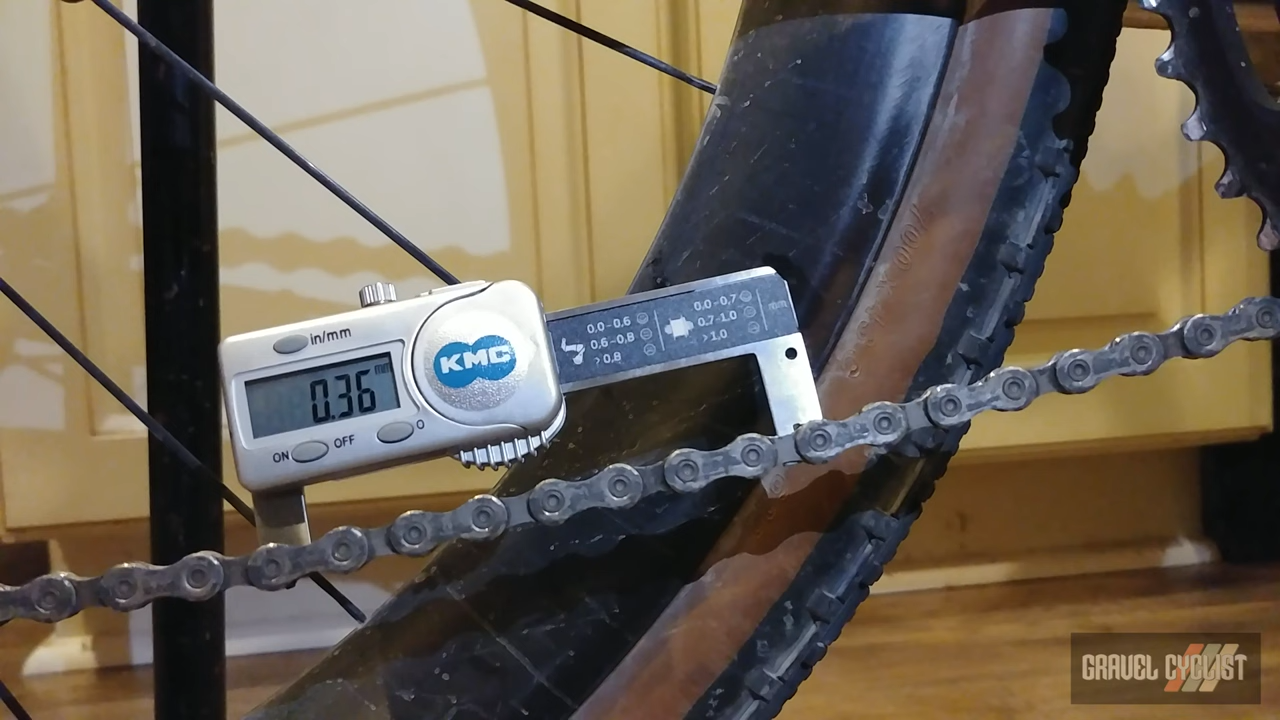 in/mm
0.36 mm
ON
OFF
0
KMC
0.0-0.6
0.6-0.8
>0.8
0.0-0.7
0.7-1.0
>1.0
mm
700
GRAVEL CYCLIST